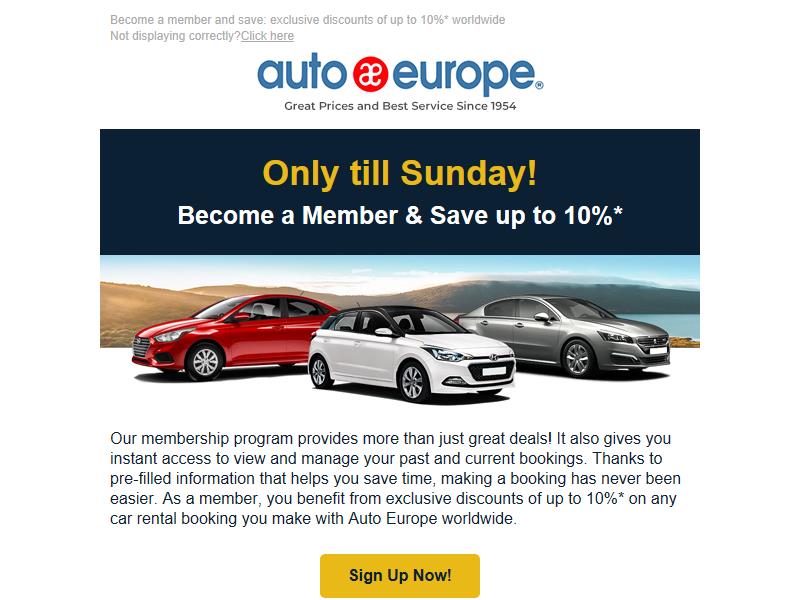 Become a member and save: exclusive discounts of up to 10%* worldwide
Not displaying correctly?Click here
auto æ europe®
Great Prices and Best Service Since 1954
Only till Sunday!
Become a Member & Save up to 10%*
Our membership program provides more than just great deals! It also gives you
instant access to view and manage your past and current bookings. Thanks to
pre-filled information that helps you save time, making a booking has never been
easier. As a member, you benefit from exclusive discounts of up to 10%* on any
car rental booking you make with Auto Europe worldwide.
Sign Up Now!